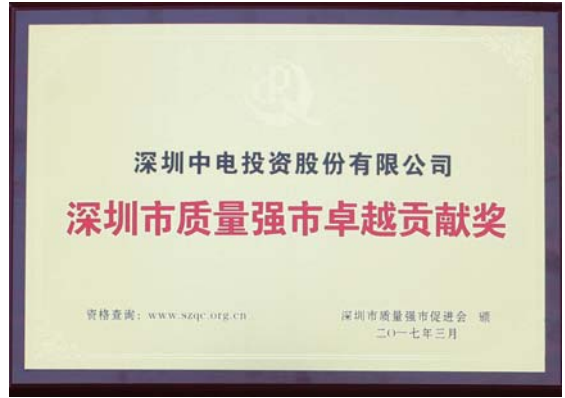 深圳中电投资股份有限公司
深圳市质量强市卓越贡献奖
资格查询：www.szqc.org.cn
深圳市质量强市促进会 颁
二〇一七年三月